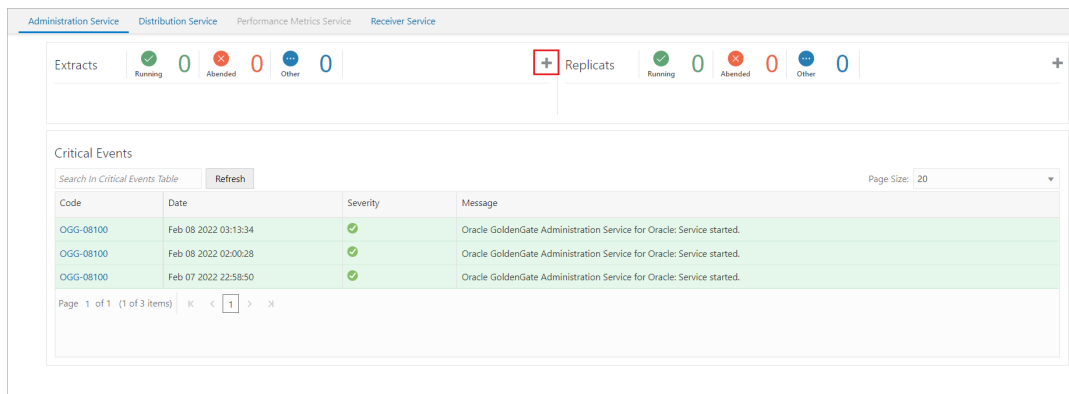 Administration Service Distribution Service Performance Metrics Service Receiver Service
Extracts Running 0 Abended 0 Other 0 + Replicats Running 0 Abended 0 Other 0 +
Critical Events
Search In Critical Events Table Refresh Page Size: 20
Code Date Severity Message
OGG-08100 Feb 08 2022 03:13:34 Oracle GoldenGate Administration Service for Oracle: Service started.
OGG-08100 Feb 08 2022 02:00:28 Oracle GoldenGate Administration Service for Oracle: Service started.
OGG-08100 Feb 07 2022 22:58:50 Oracle GoldenGate Administration Service for Oracle: Service started.
Page 1 of 1 (1 of 3 items) 1